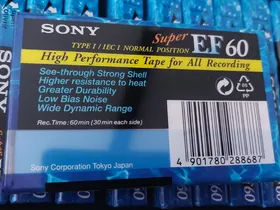 SONY
TYPE I / IEC I NORMAL POSITION
Super EF 60
High Performance Tape for All Recording
See-through Strong Shell
Higher resistance to heat
Greater Durability
Low Bias Noise
Wide Dynamic Range
Rec.Time: 60 min (30 min each side)
Sony Corporation Tokyo Japan
PP
4 901780 288687
SONY